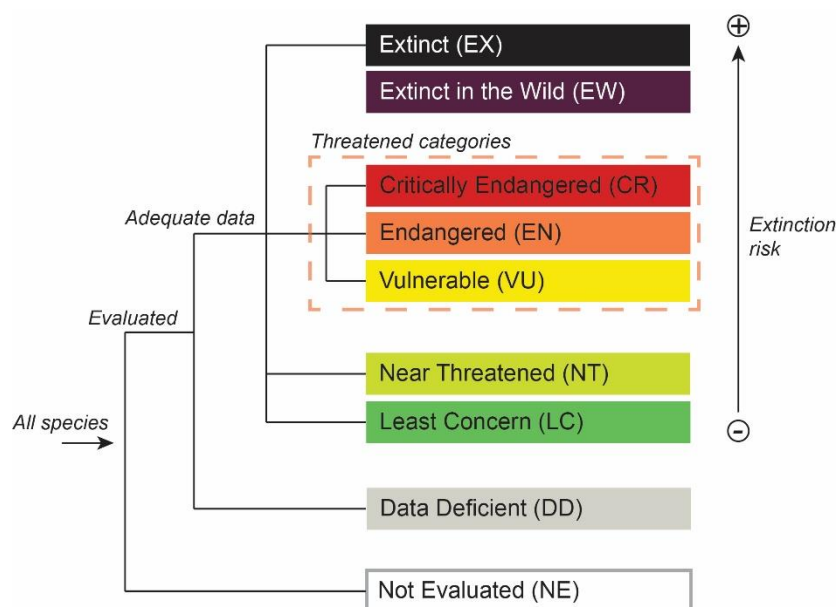 Extinct (EX)
Extinct in the Wild (EW)
Threatened categories
Critically Endangered (CR)
Adequate data
Endangered (EN)
Extinction
risk
Vulnerable (VU)
Evaluated
Near Threatened (NT)
All species
Least Concern (LC)
Data Deficient (DD)
Not Evaluated (NE)